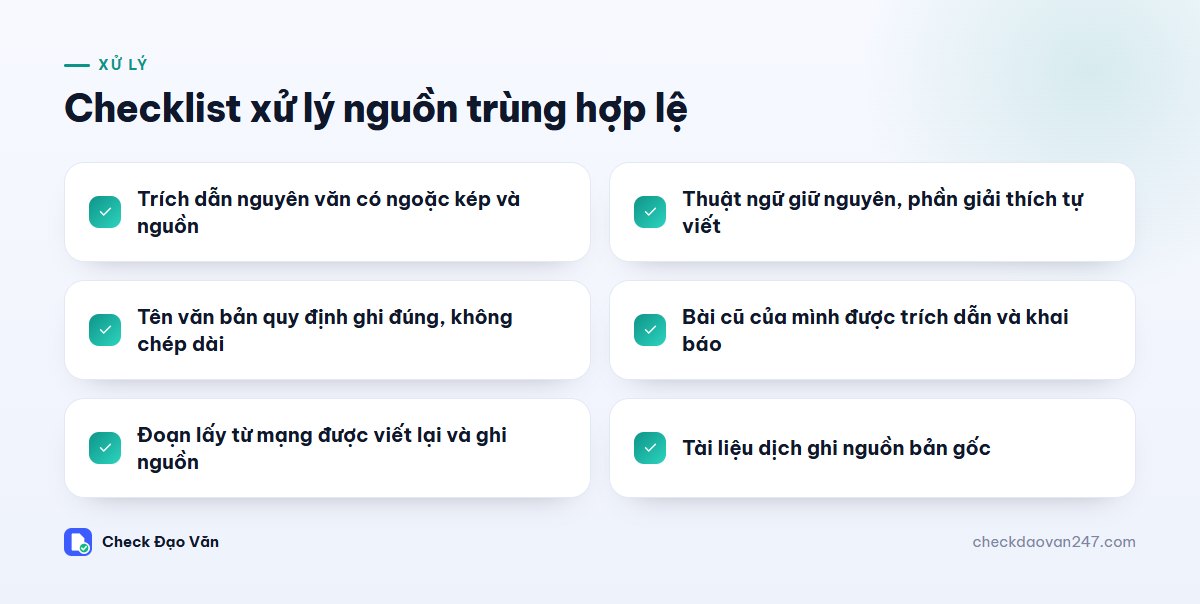 XỬ LÝ
Checklist xử lý nguồn trùng hợp lệ
Trích dẫn nguyên văn có ngoặc kép và
nguồn
Thuật ngữ giữ nguyên, phần giải thích tự
viết
Tên văn bản quy định ghi đúng, không
chép dài
Bài cũ của mình được trích dẫn và khai
báo
Đoạn lấy từ mạng được viết lại và ghi
nguồn
Tài liệu dịch ghi nguồn bản gốc
Check Đạo Văn
checkdaovan247.com